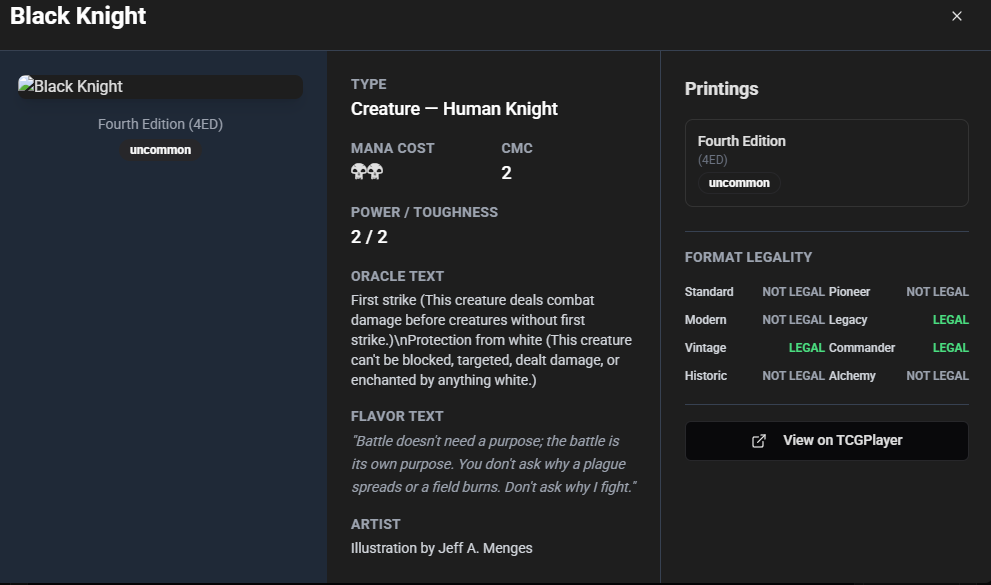 Black Knight
Black Knight
Fourth Edition (4ED)
uncommon
TYPE
Creature — Human Knight
MANA COST
CMC
2
POWER / TOUGHNESS
2 / 2
ORACLE TEXT
First strike (This creature deals combat
damage before creatures without first
strike.)\nProtection from white (This creature
can't be blocked, targeted, dealt damage, or
enchanted by anything white.)
FLAVOR TEXT
"Battle doesn't need a purpose; the battle is
its own purpose. You don't ask why a plague
spreads or a field burns. Don't ask why I fight."
ARTIST
Illustration by Jeff A. Menges
Printings
Fourth Edition
(4ED)
uncommon
FORMAT LEGALITY
Standard NOT LEGAL Pioneer NOT LEGAL
Modern NOT LEGAL Legacy LEGAL
Vintage LEGAL Commander LEGAL
Historic NOT LEGAL Alchemy NOT LEGAL
View on TCGPlayer